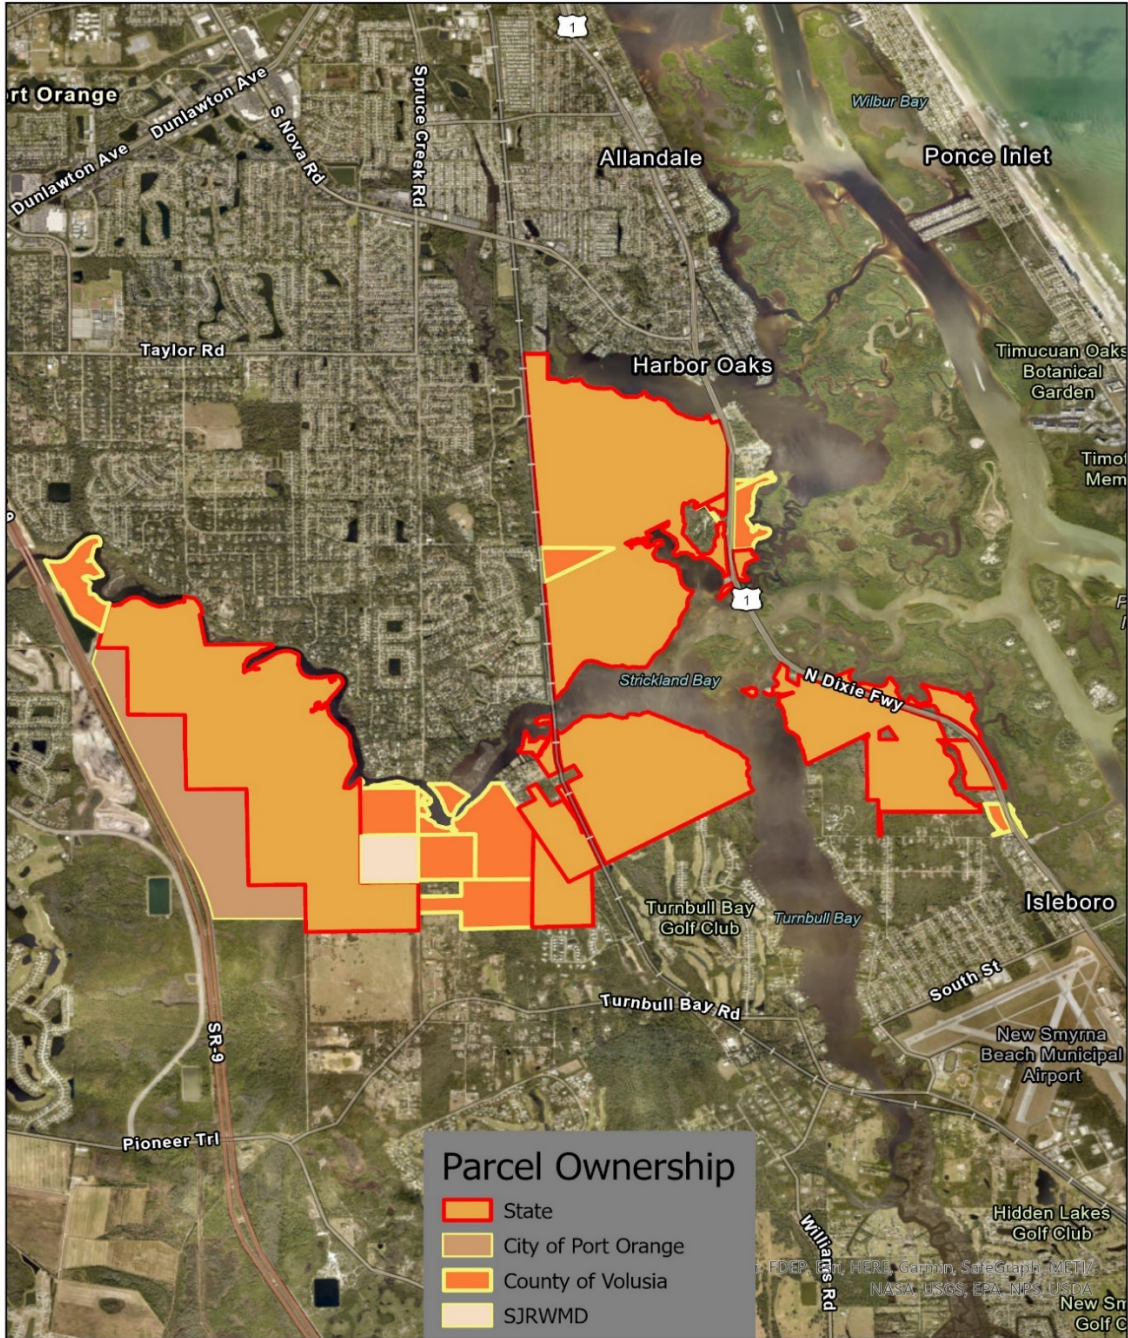 1
Wilbur Bay
ort Orange
Dunlawton Ave
Spruce Creek Rd
S Nova Rd
Allandale
Ponce Inlet
Dunlawton Ave
Taylor Rd
Harbor Oaks
Timucuan Oaks
Botanical
Garden
Timo
Mem
1
Strickland Bay
N Dixie Fwy
Turnbull Bay
Golf Club
Turnbull Bay
Isleboro
South St
Turnbull Bay Rd
SR-9
New Smyrna
Beach Municipal
Airport
Pioneer Trl
Parcel Ownership
State
City of Port Orange
County of Volusia
SJRWMD
Williams Rd
Hidden Lakes
Golf Club
FDEP, Esri, HERE, Garmin, SafeGraph, METI/
NASA, USGS, EPA, NPS, USDA
New Sm
Golf C